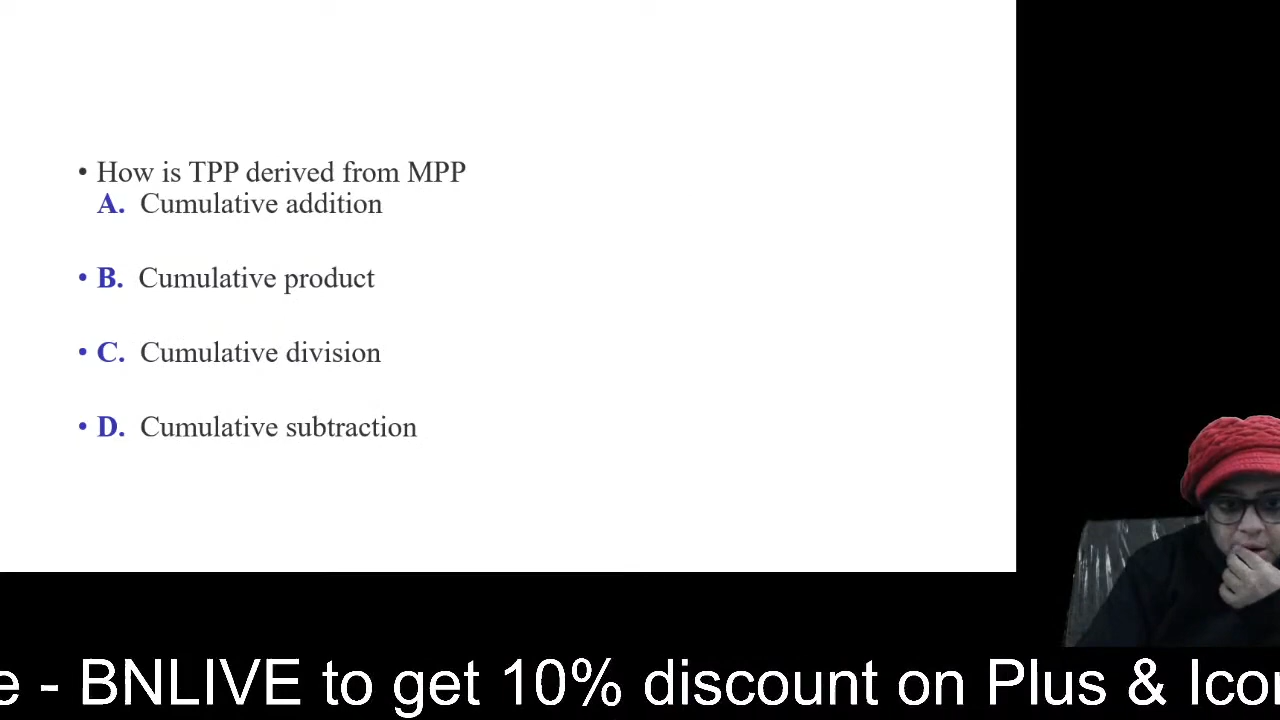 • How is TPP derived from MPP
A. Cumulative addition
• B. Cumulative product
• C. Cumulative division
• D. Cumulative subtraction
e - BNLIVE to get 10% discount on Plus & Icon